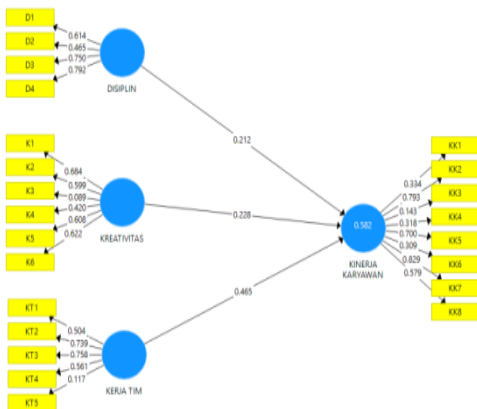 D1
D2
D3
D4
0.614
0.465
0.750
0.792
DISIPLIN
0.212
K1
K2
K3
K4
K5
K6
0.684
0.599
0.089
0.420
0.608
0.622
KREATIVITAS
0.228
KT1
KT2
KT3
KT4
KT5
0.504
0.739
0.758
0.561
0.117
KERJA TIM
0.465
0.582
KINERJA
KARYAWAN
0.334
0.793
0.143
0.318
0.700
0.309
0.829
0.579
KK1
KK2
KK3
KK4
KK5
KK6
KK7
KK8